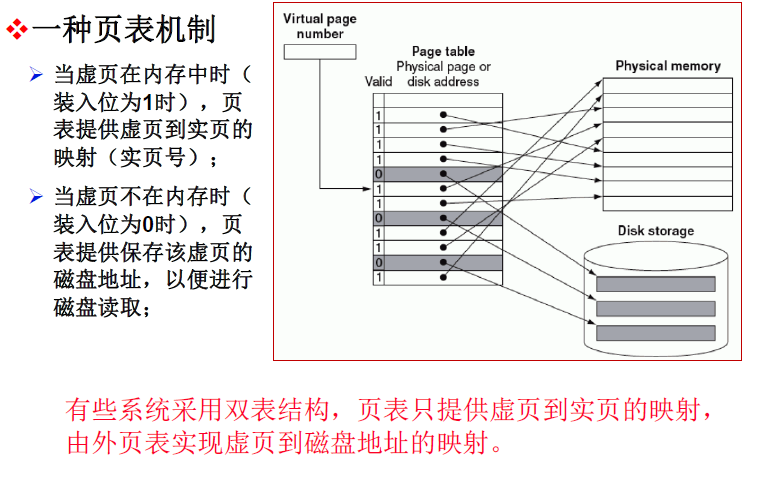 一种页表机制
当虚页在内存中时（
装入位为1时），页
表提供虚页到实页的
映射（实页号）；
当虚页不在内存时（
装入位为0时），页
表提供保存该虚页的
磁盘地址，以便进行
磁盘读取；
Virtual page
number
Page table
Physical page or
disk address
Valid
1
1
1
1
0
1
1
0
1
1
0
1
Physical memory
Disk storage
有些系统采用双表结构，页表只提供虚页到实页的映射，
由外页表实现虚页到磁盘地址的映射。